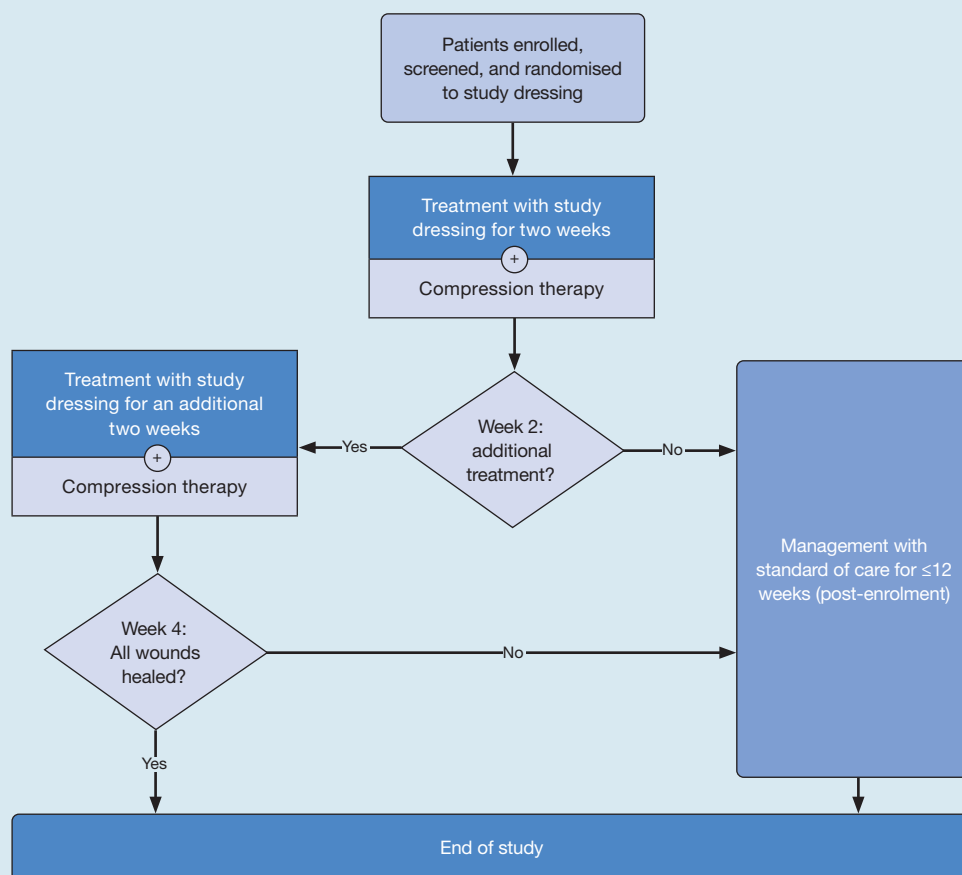 Patients enrolled,
screened, and randomised
to study dressing
Treatment with study
dressing for two weeks
+
Compression therapy
Week 2:
additional
treatment?
Yes
No
Treatment with study
dressing for an additional
two weeks
+
Compression therapy
Management with
standard of care for ≤12
weeks (post-enrolment)
Week 4:
All wounds
healed?
No
Yes
End of study